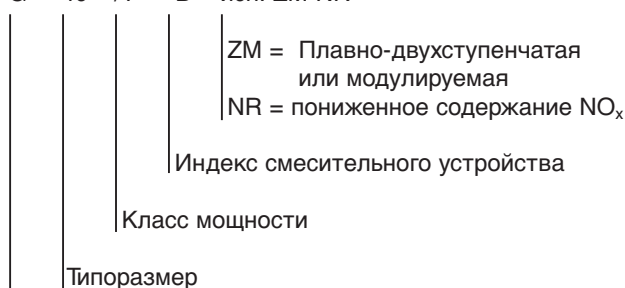 ZM = Плавно-двухступенчатая
или модулируемая
NR = пониженное содержание NOₓ
Индекс смесительного устройства
Класс мощности
Типоразмер